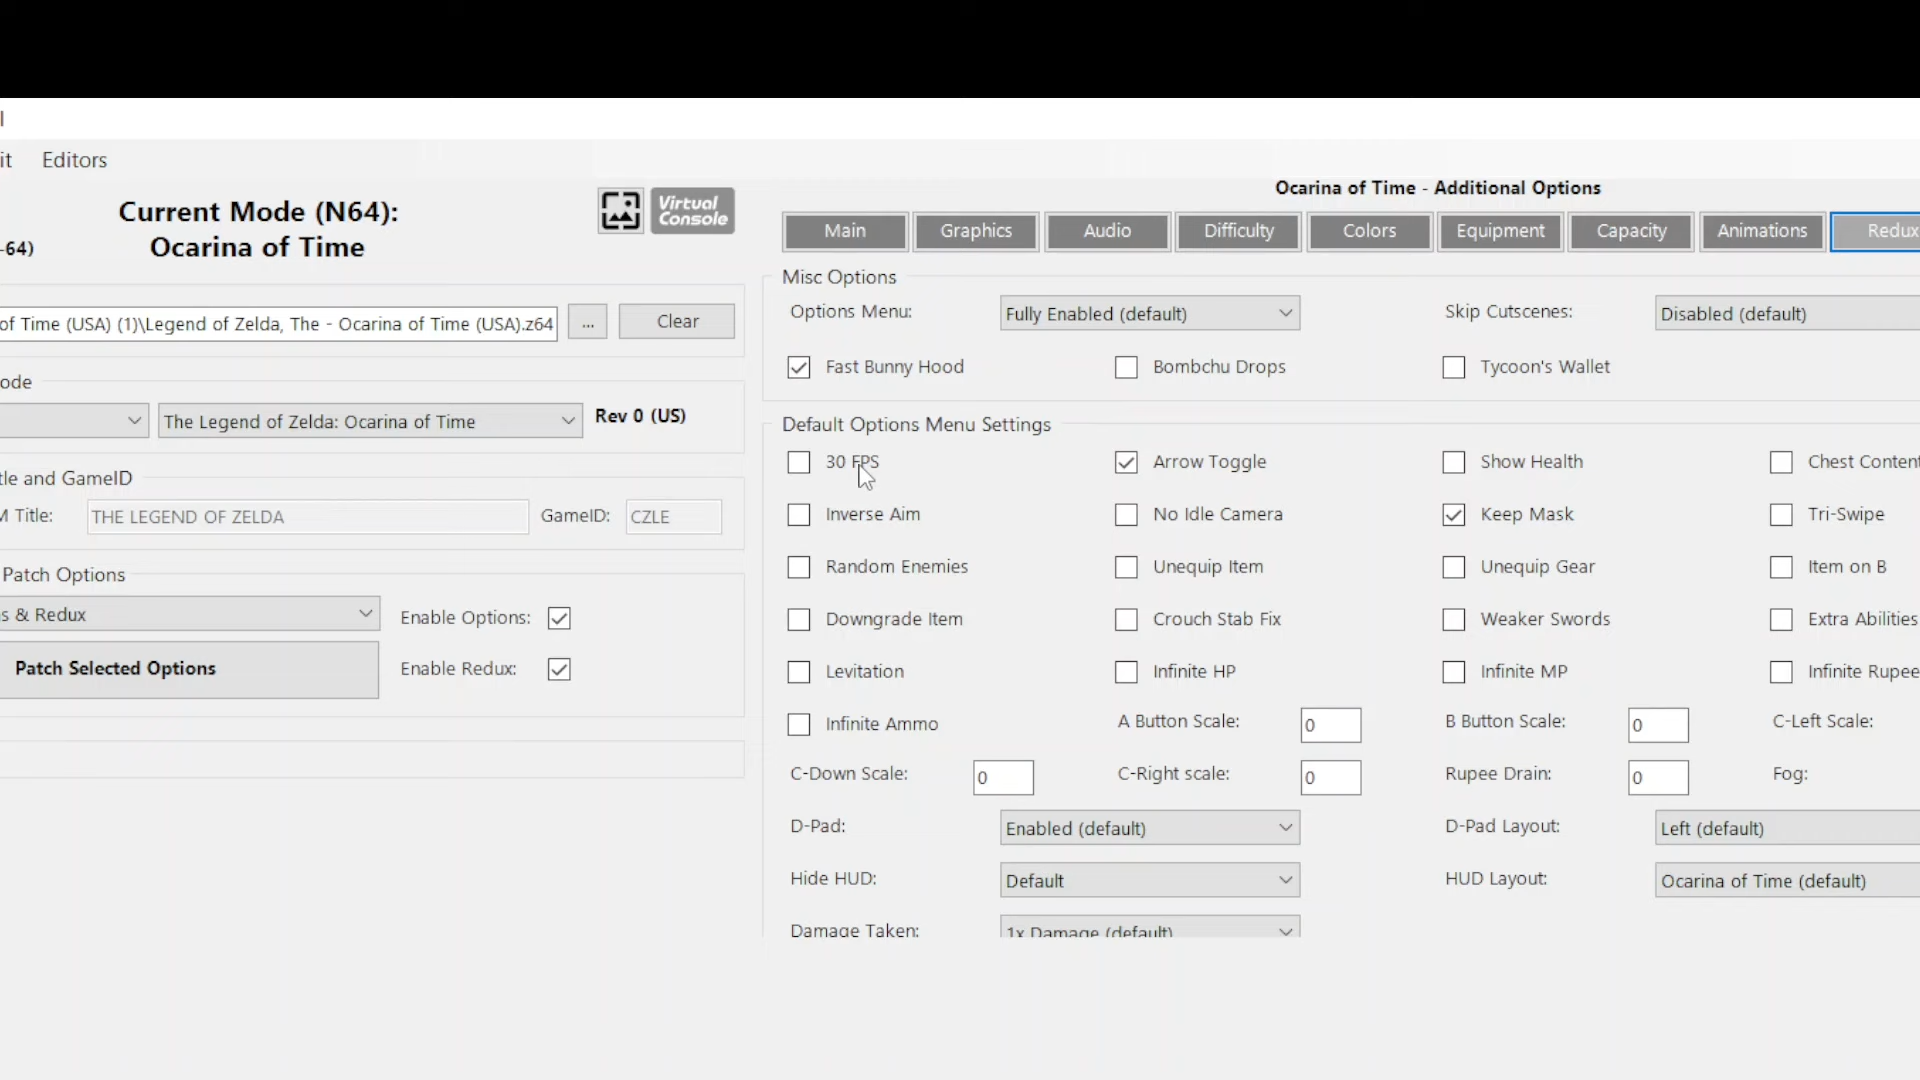 it Editors
Current Mode (N64):
Ocarina of Time
-64)
Virtual
Console
of Time (USA) (1)\Legend of Zelda, The - Ocarina of Time (USA).z64
...
Clear
ode
The Legend of Zelda: Ocarina of Time
Rev 0 (US)
tle and GameID
M Title: THE LEGEND OF ZELDA GameID: CZLE
Patch Options
s & Redux
Enable Options:
Patch Selected Options
Enable Redux:
Ocarina of Time - Additional Options
Main Graphics Audio Difficulty Colors Equipment Capacity Animations Redux
Misc Options
Options Menu: Fully Enabled (default) Skip Cutscenes: Disabled (default)
Fast Bunny Hood Bombchu Drops Tycoon's Wallet
Default Options Menu Settings
30 FPS Arrow Toggle Show Health Chest Content
Inverse Aim No Idle Camera Keep Mask Tri-Swipe
Random Enemies Unequip Item Unequip Gear Item on B
Downgrade Item Crouch Stab Fix Weaker Swords Extra Abilities
Levitation Infinite HP Infinite MP Infinite Rupee
Infinite Ammo A Button Scale: 0 B Button Scale: 0 C-Left Scale:
C-Down Scale: 0 C-Right scale: 0 Rupee Drain: 0 Fog:
D-Pad: Enabled (default) D-Pad Layout: Left (default)
Hide HUD: Default HUD Layout: Ocarina of Time (default)
Damage Taken: 1x Damage (default)